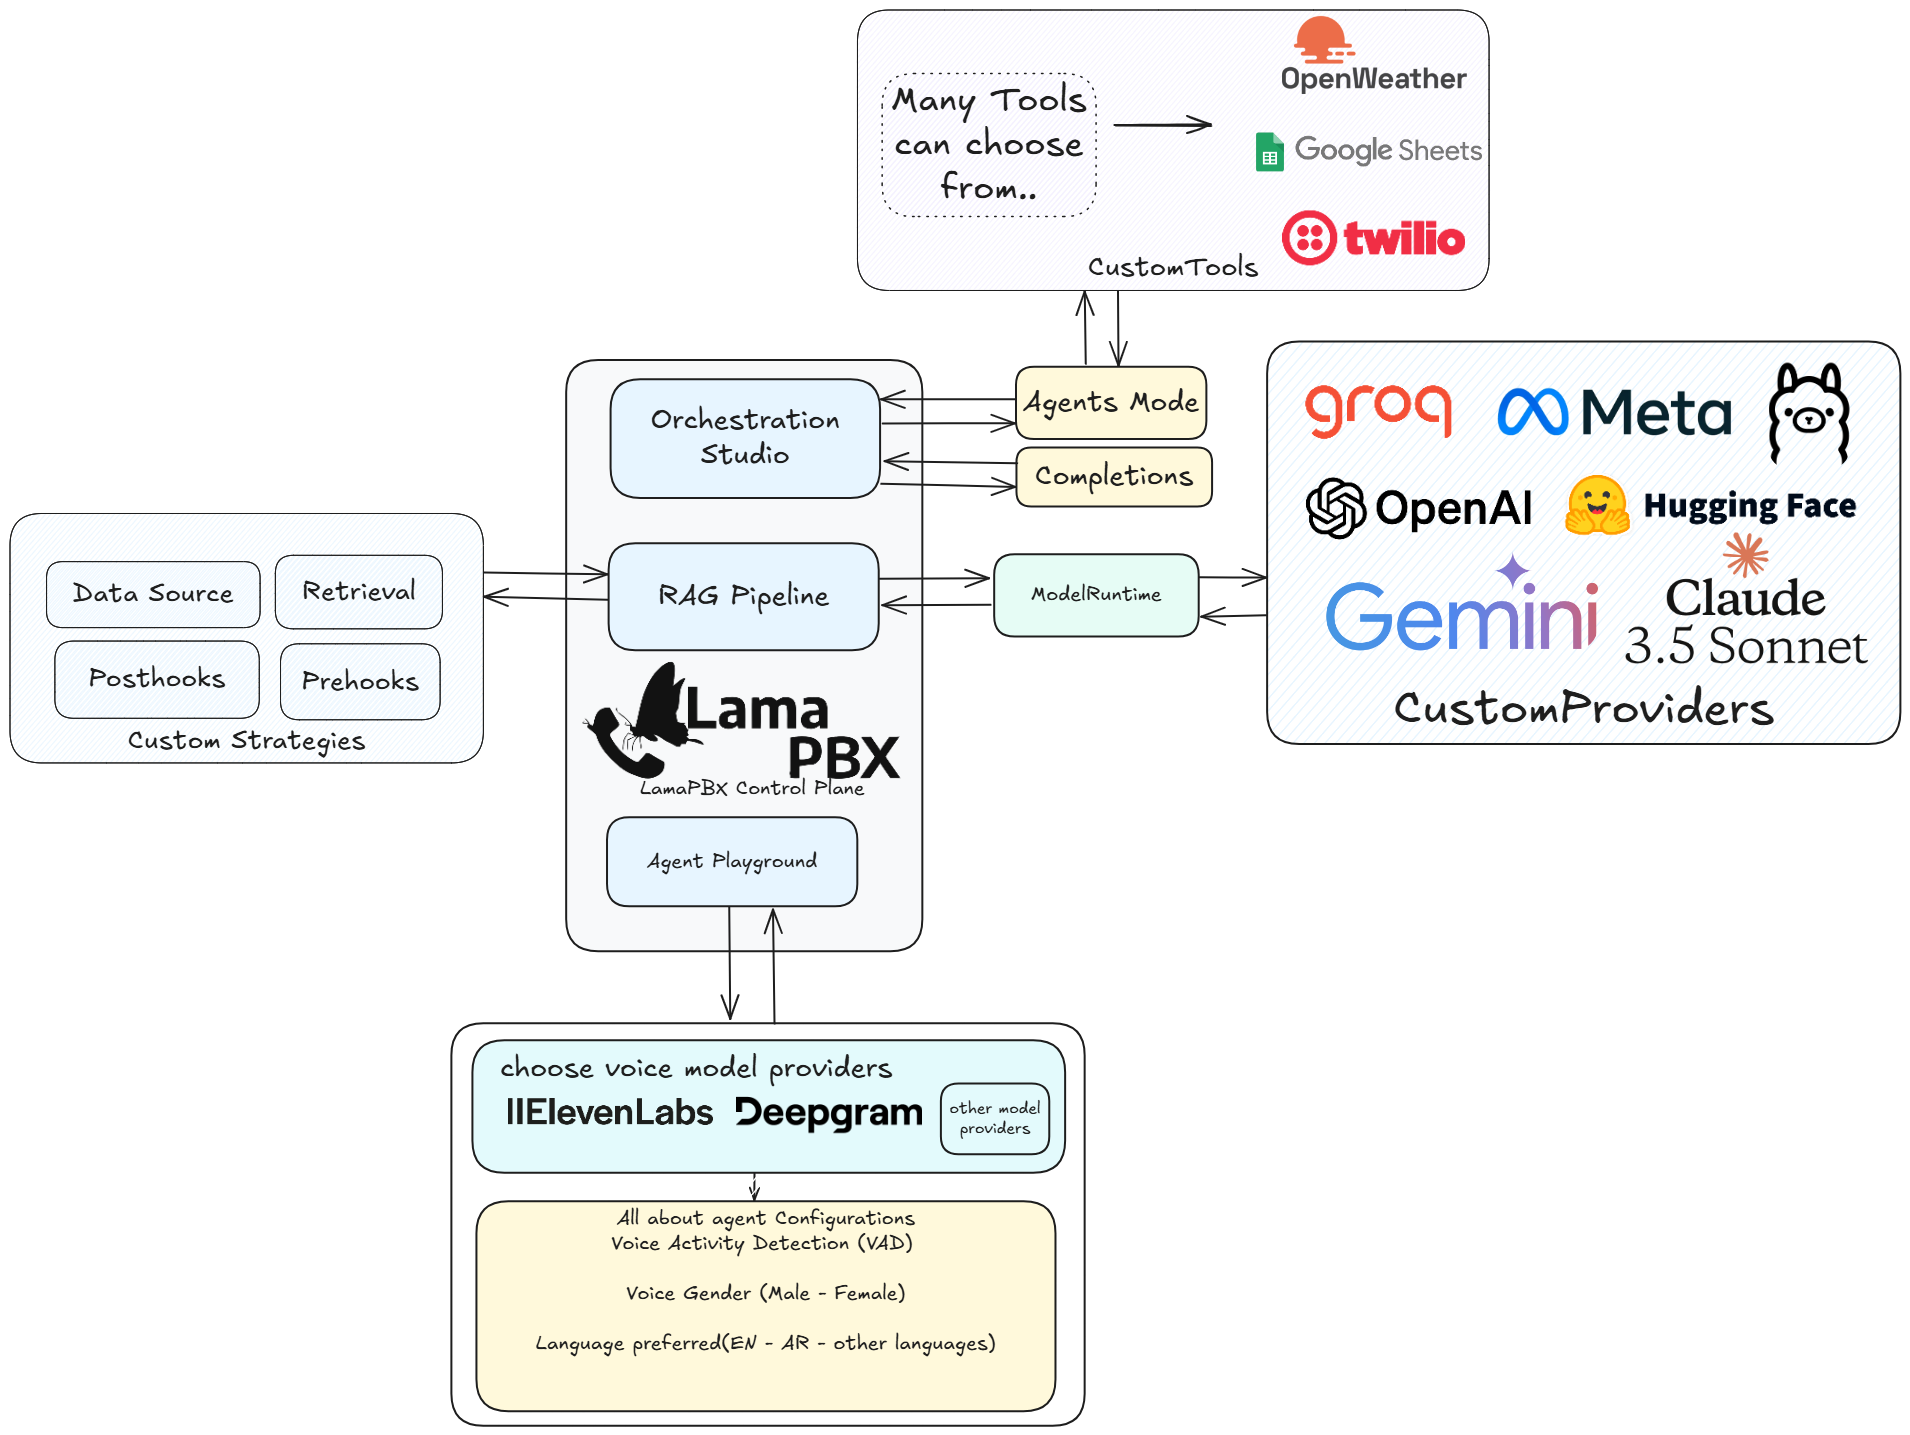 Many Tools
can choose
from..
OpenWeather
Google Sheets
twilio
CustomTools
Orchestration
Studio
Agents Mode
Completions
groq
Meta
OpenAI
Hugging Face
Gemini
Claude
3.5 Sonnet
CustomProviders
Data Source
Retrieval
Posthooks
Prehooks
Custom Strategies
RAG Pipeline
ModelRuntime
Lama
PBX
LamaPBX Control Plane
Agent Playground
choose voice model providers
IIElevenLabs
Deepgram
other model
providers
All about agent Configurations
Voice Activity Detection (VAD)
Voice Gender (Male - Female)
Language preferred(EN - AR - other languages)